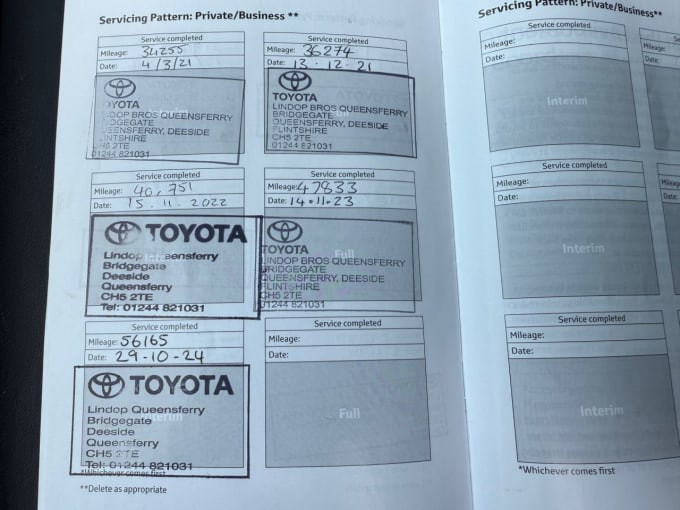 Servicing Pattern: Private/Business **
Service completed
Mileage: 34255
Date: 4/3/21
TOYOTA
LINDOP BROS QUEENSFERRY
BRIDGEGATE
QUEENSFERRY, DEESIDE
FLINTSHIRE
CH5 2TE
01244 821031
Service completed
Mileage: 36274
Date: 13.12.21
TOYOTA
LINDOP BROS QUEENSFERRY
BRIDGEGATE
QUEENSFERRY, DEESIDE
FLINTSHIRE
CH5 2TE
01244 821031
Service completed
Mileage: 40,751
Date: 15.11.2022
TOYOTA
Lindop Queensferry
Bridgegate
Deeside
Queensferry
CH5 2TE
Tel: 01244 821031
Service completed
Mileage: 47833
Date: 14.11.23
Full
TOYOTA
LINDOP BROS QUEENSFERRY
BRIDGEGATE
QUEENSFERRY, DEESIDE
FLINTSHIRE
CH5 2TE
01244 821031
Service completed
Mileage: 56165
Date: 29-10-24
TOYOTA
Lindop Queensferry
Bridgegate
Deeside
Queensferry
CH5 2TE
Tel: 01244 821031
Service completed
Mileage:
Date:
Full
*Whichever comes first
**Delete as appropriate
Servicing Pattern: Private/Business**
Service completed
Mileage:
Date:
Interim
Mileage:
Date:
Service completed
Mileage:
Date:
Interim
Service completed
Mileage:
Date:
Interim
*Whichever comes first